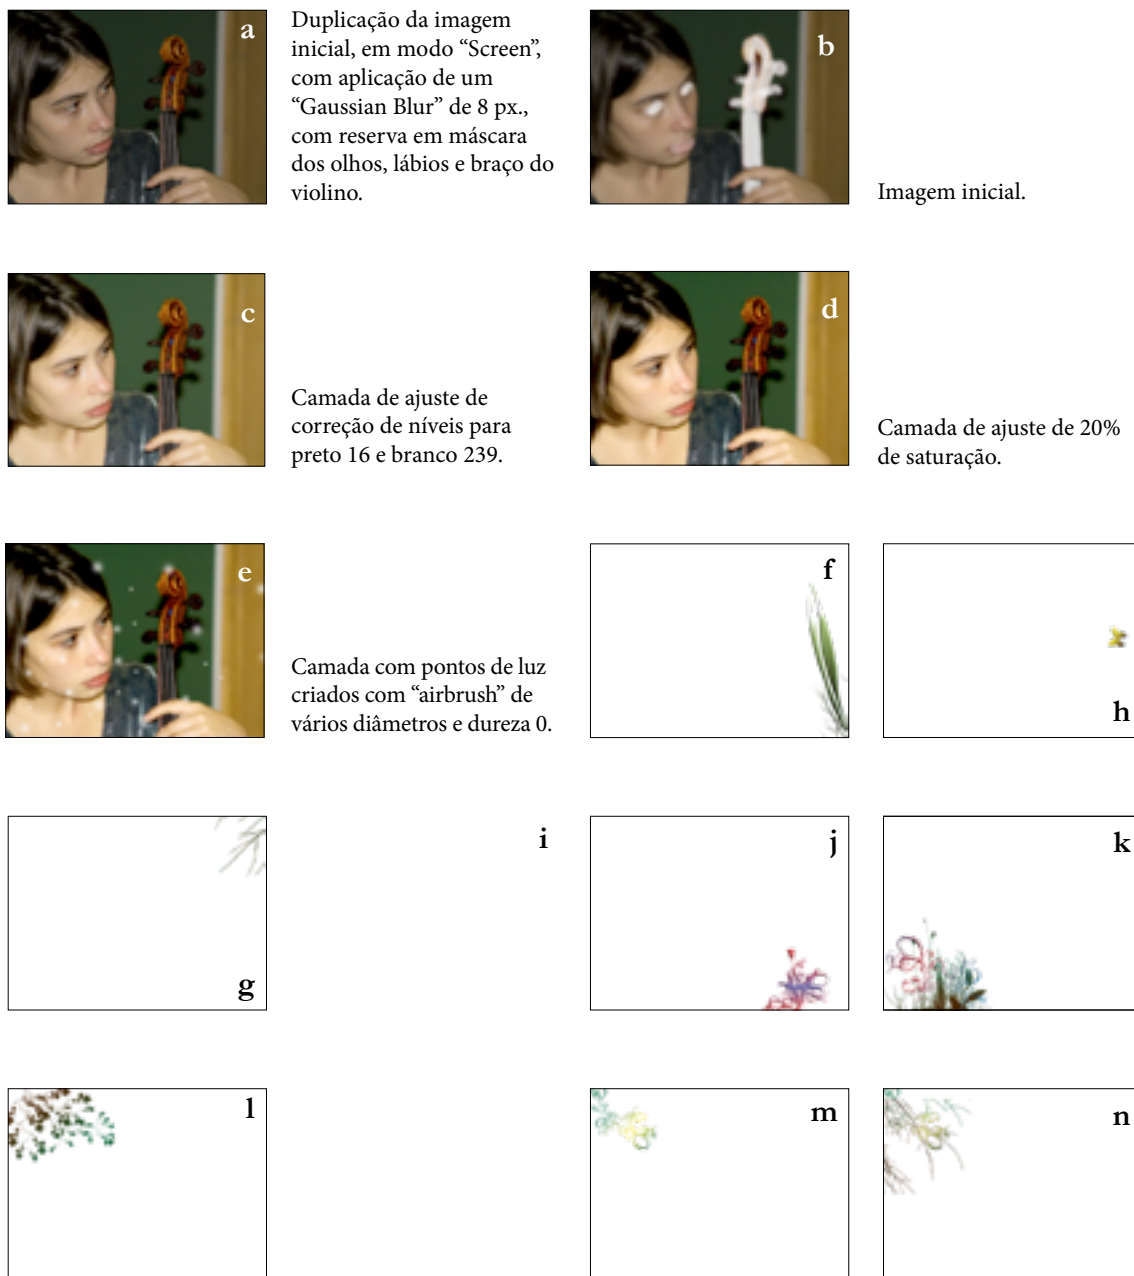 a
Duplicação da imagem
inicial, em modo “Screen”,
com aplicação de um
“Gaussian Blur” de 8 px.,
com reserva em máscara
dos olhos, lábios e braço do
violino.
b
Imagem inicial.
c
Camada de ajuste de
correção de níveis para
preto 16 e branco 239.
d
Camada de ajuste de 20%
de saturação.
e
Camada com pontos de luz
criados com “airbrush” de
vários diâmetros e dureza 0.
f
h
g
i
j
k
l
m
n